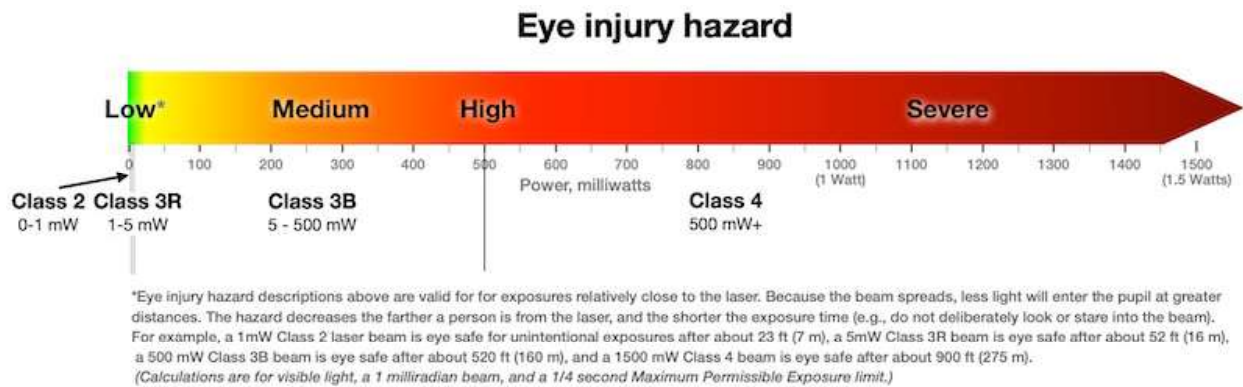 Eye injury hazard
Low* Medium High Severe
0 100 200 300 400 500 600 700 800 900 1000 1100 1200 1300 1400 1500
Power, milliwatts (1 Watt) (1.5 Watts)
Class 2 Class 3R Class 3B Class 4
0-1 mW 1-5 mW 5 - 500 mW 500 mW+
*Eye injury hazard descriptions above are valid for for exposures relatively close to the laser. Because the beam spreads, less light will enter the pupil at greater
distances. The hazard decreases the farther a person is from the laser, and the shorter the exposure time (e.g., do not deliberately look or stare into the beam).
For example, a 1mW Class 2 laser beam is eye safe for unintentional exposures after about 23 ft (7 m), a 5mW Class 3R beam is eye safe after about 52 ft (16 m),
a 500 mW Class 3B beam is eye safe after about 520 ft (160 m), and a 1500 mW Class 4 beam is eye safe after about 900 ft (275 m).
(Calculations are for visible light, a 1 milliradian beam, and a 1/4 second Maximum Permissible Exposure limit.)